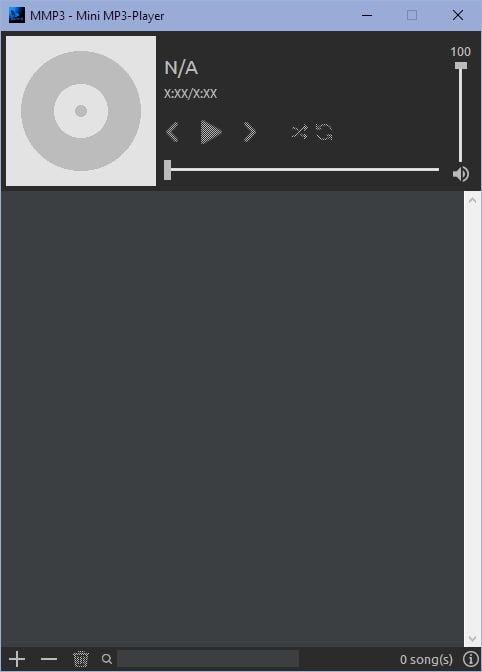 MMP3 - Mini MP3-Player
100
N/A
X:XX/X:XX
0 song(s)